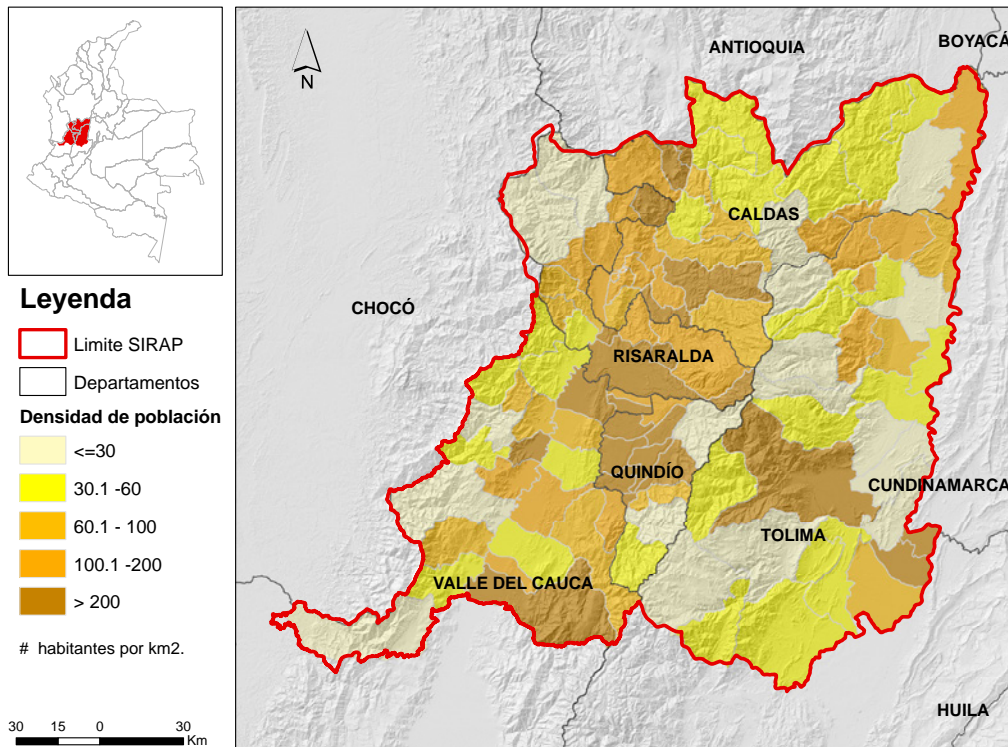 Leyenda
Limite SIRAP
Departamentos
Densidad de población
<=30
30.1 -60
60.1 - 100
100.1 -200
> 200
# habitantes por km2.
30 15 0 30
Km
N
ANTIOQUIA
BOYACÁ
CALDAS
CHOCÓ
RISARALDA
QUINDÍO
CUNDINAMARCA
TOLIMA
VALLE DEL CAUCA
HUILA